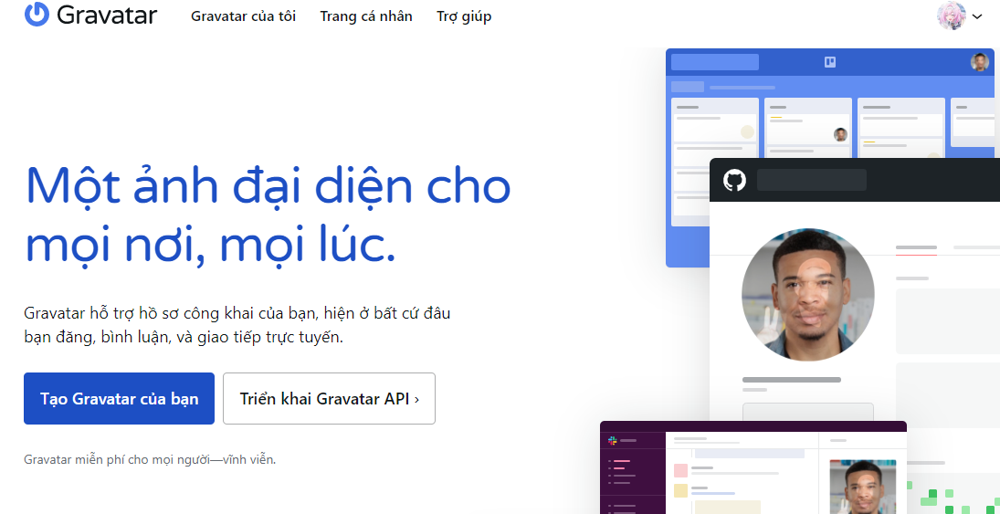 Gravatar
Gravatar của tôi
Trang cá nhân
Trợ giúp
Một ảnh đại diện cho
mọi nơi, mọi lúc.
Gravatar hỗ trợ hồ sơ công khai của bạn, hiện ở bất cứ đâu
bạn đăng, bình luận, và giao tiếp trực tuyến.
Tạo Gravatar của bạn
Triển khai Gravatar API ›
Gravatar miễn phí cho mọi người—vĩnh viễn.